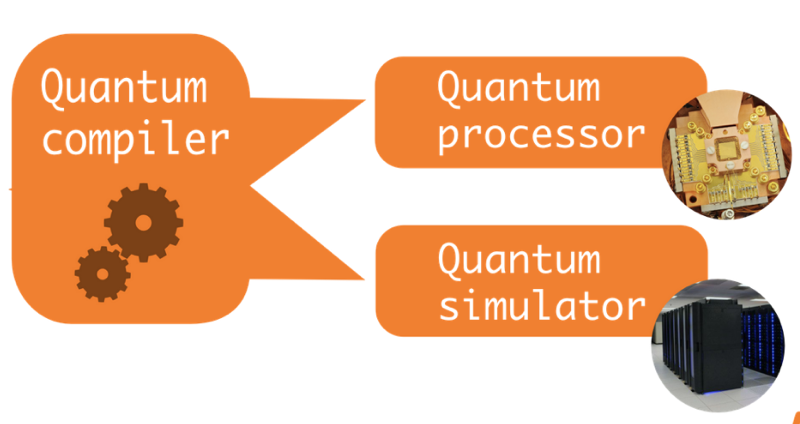 Quantum
compiler
Quantum
processor
Quantum
simulator